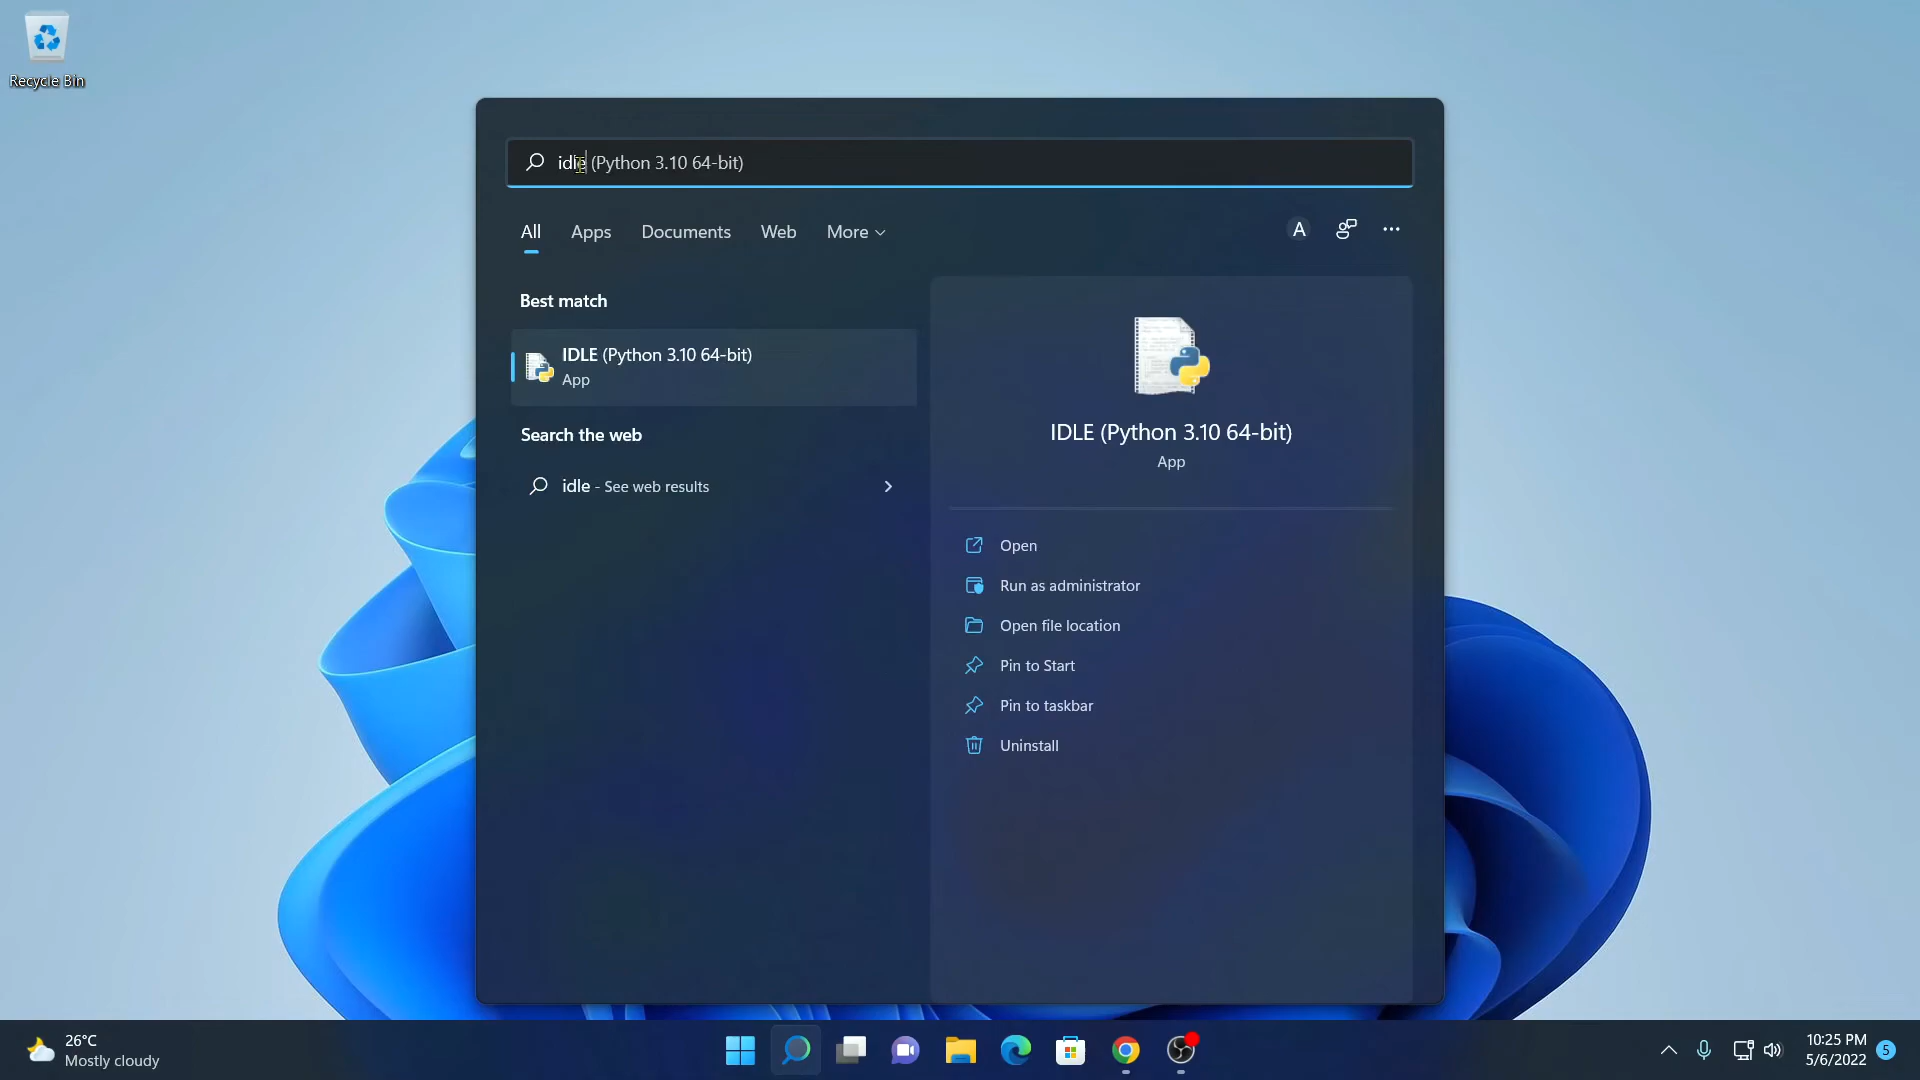 Recycle Bin
idle (Python 3.10 64-bit)
All Apps Documents Web More
A
Best match
IDLE (Python 3.10 64-bit)
App
Search the web
idle - See web results
IDLE (Python 3.10 64-bit)
App
Open
Run as administrator
Open file location
Pin to Start
Pin to taskbar
Uninstall
26°C
Mostly cloudy
10:25 PM
5/6/2022
5